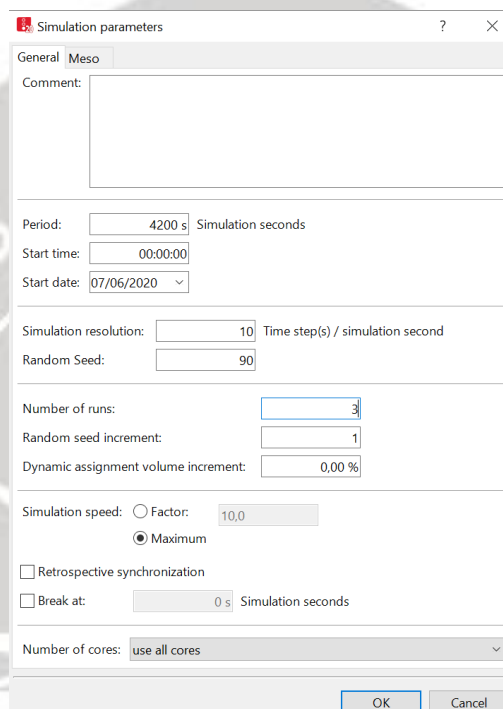 Simulation parameters ? ×
General Meso
Comment:
Period: 4200 s Simulation seconds
Start time: 00:00:00
Start date: 07/06/2020
Simulation resolution: 10 Time step(s) / simulation second
Random Seed: 90
Number of runs: 3
Random seed increment: 1
Dynamic assignment volume increment: 0,00 %
Simulation speed: Factor: 10,0
Maximum
Retrospective synchronization
Break at: 0 s Simulation seconds
Number of cores: use all cores
OK Cancel